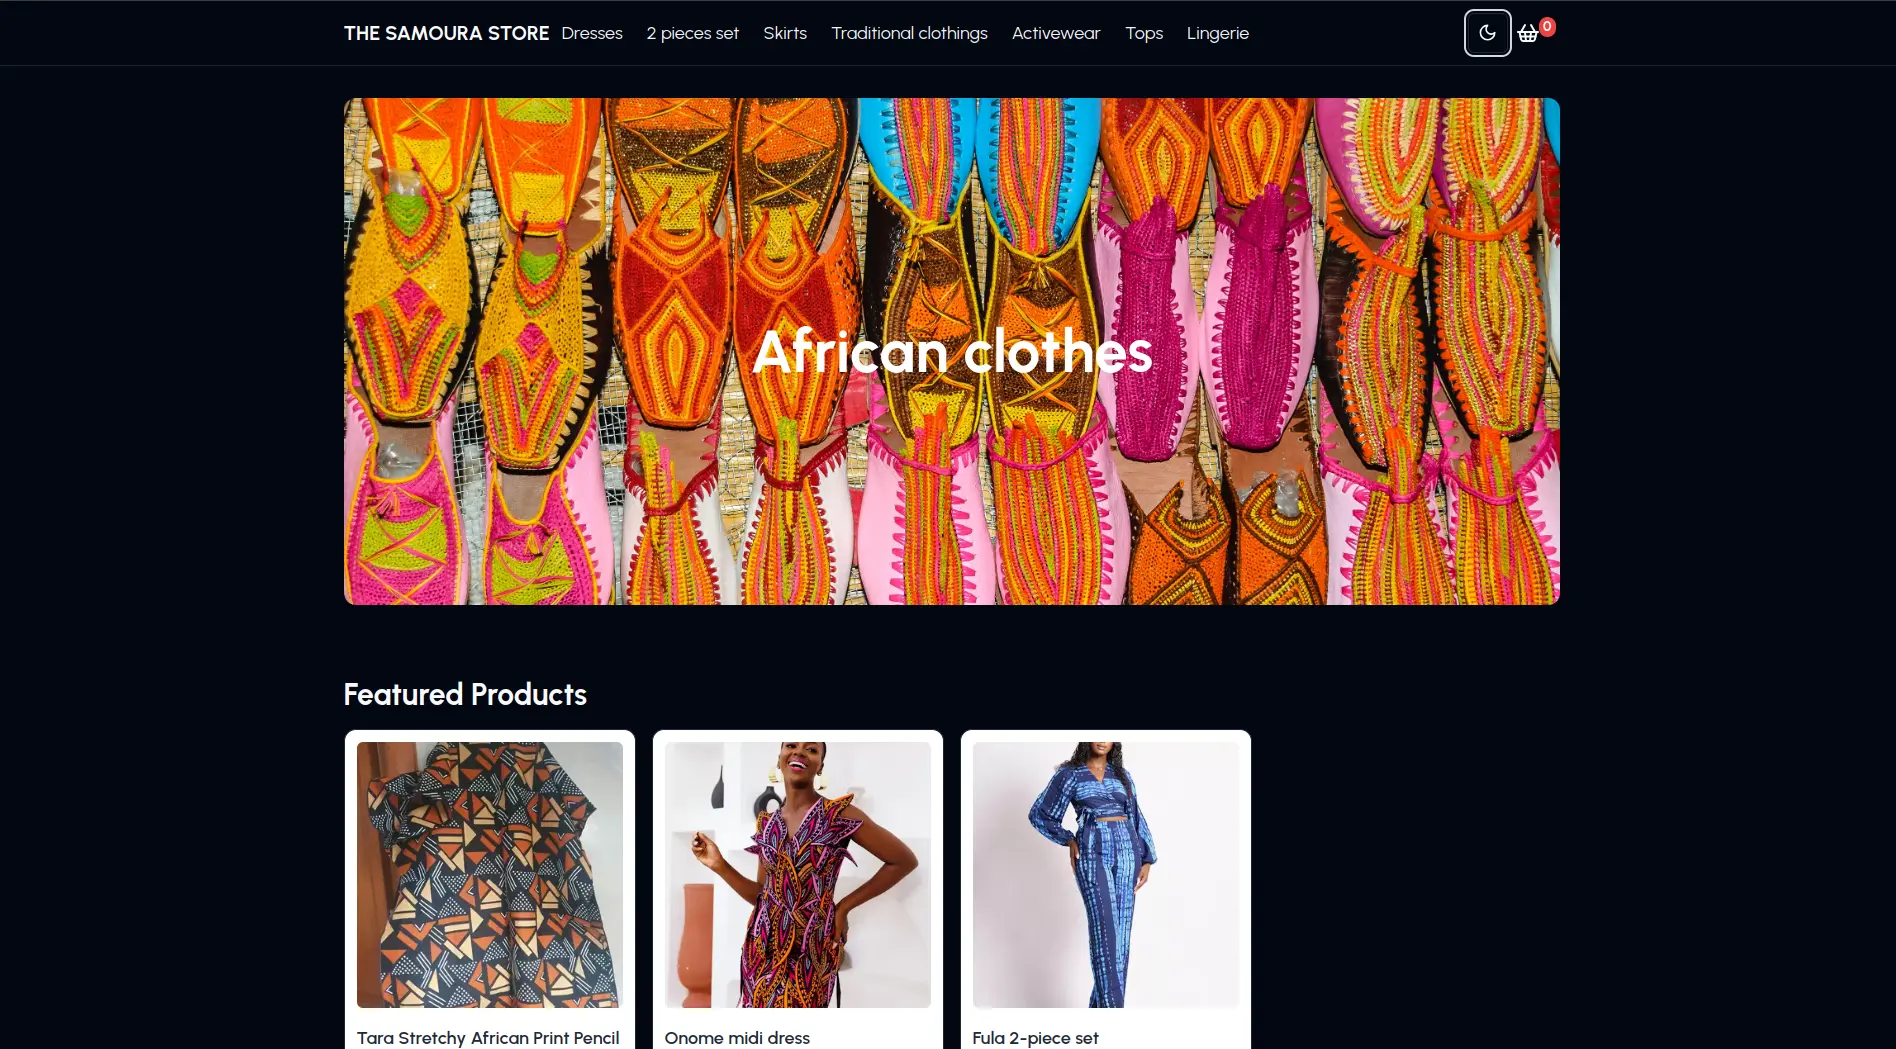 THE SAMOURA STORE Dresses 2 pieces set Skirts Traditional clothings Activewear Tops Lingerie 0
African clothes
Featured Products
Tara Stretchy African Print Pencil
Onome midi dress
Fula 2-piece set